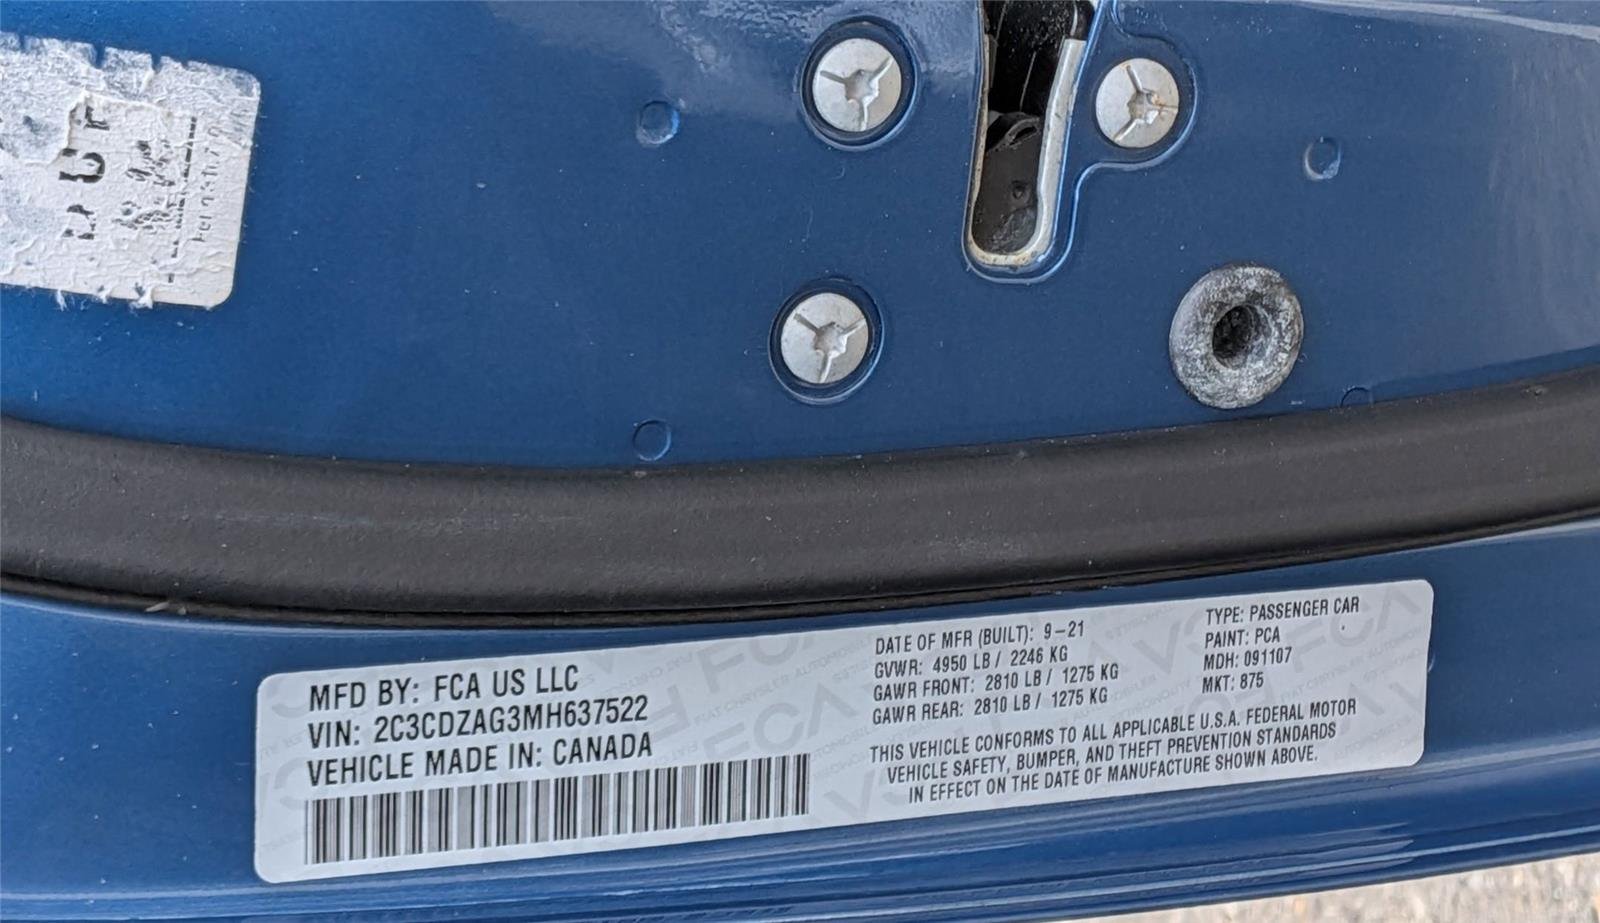 MFD BY: FCA US LLC
VIN: 2C3CDZAG3MH637522
VEHICLE MADE IN: CANADA
DATE OF MFR (BUILT): 9-21
GVWR: 4950 LB / 2246 KG
GAWR FRONT: 2810 LB / 1275 KG
GAWR REAR: 2810 LB / 1275 KG
TYPE: PASSENGER CAR
PAINT: PCA
MDH: 091107
MKT: 875
THIS VEHICLE CONFORMS TO ALL APPLICABLE U.S.A. FEDERAL MOTOR
VEHICLE SAFETY, BUMPER, AND THEFT PREVENTION STANDARDS
IN EFFECT ON THE DATE OF MANUFACTURE SHOWN ABOVE.